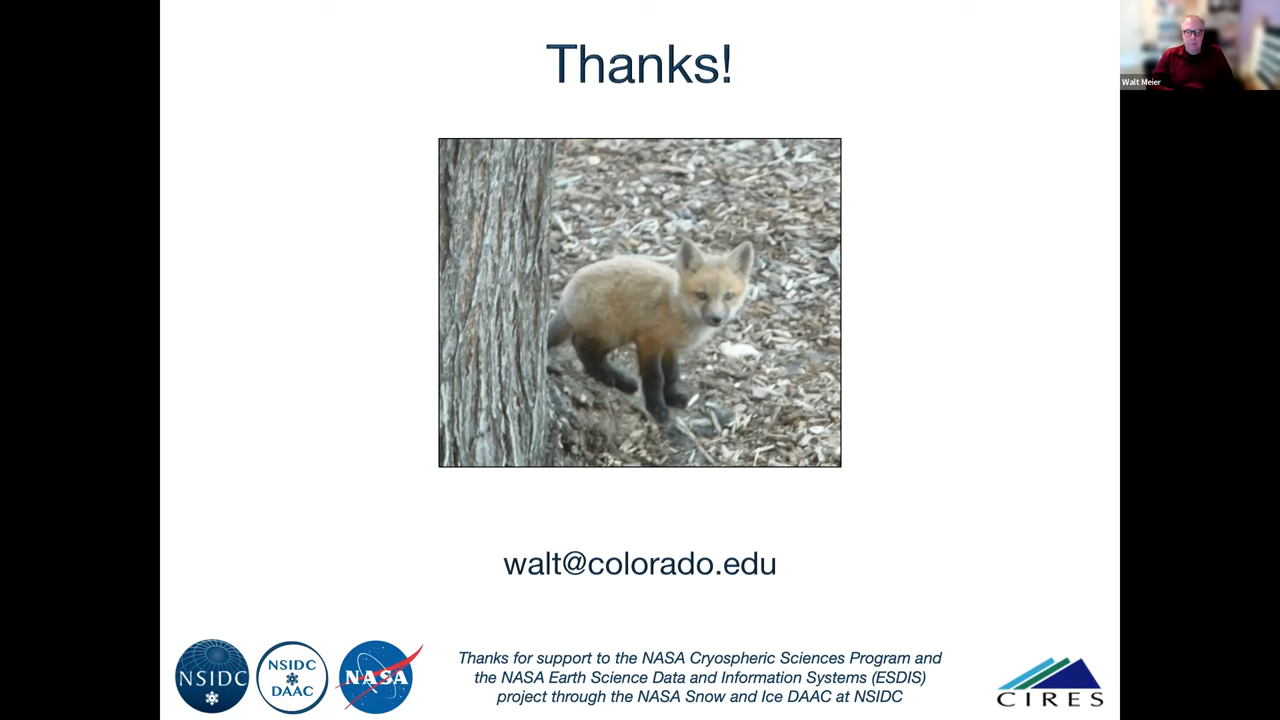 Thanks!
Walt Meier
walt@colorado.edu
NSIDC
NSIDC
DAAC
NASA
Thanks for support to the NASA Cryospheric Sciences Program and
the NASA Earth Science Data and Information Systems (ESDIS)
project through the NASA Snow and Ice DAAC at NSIDC
CIRES